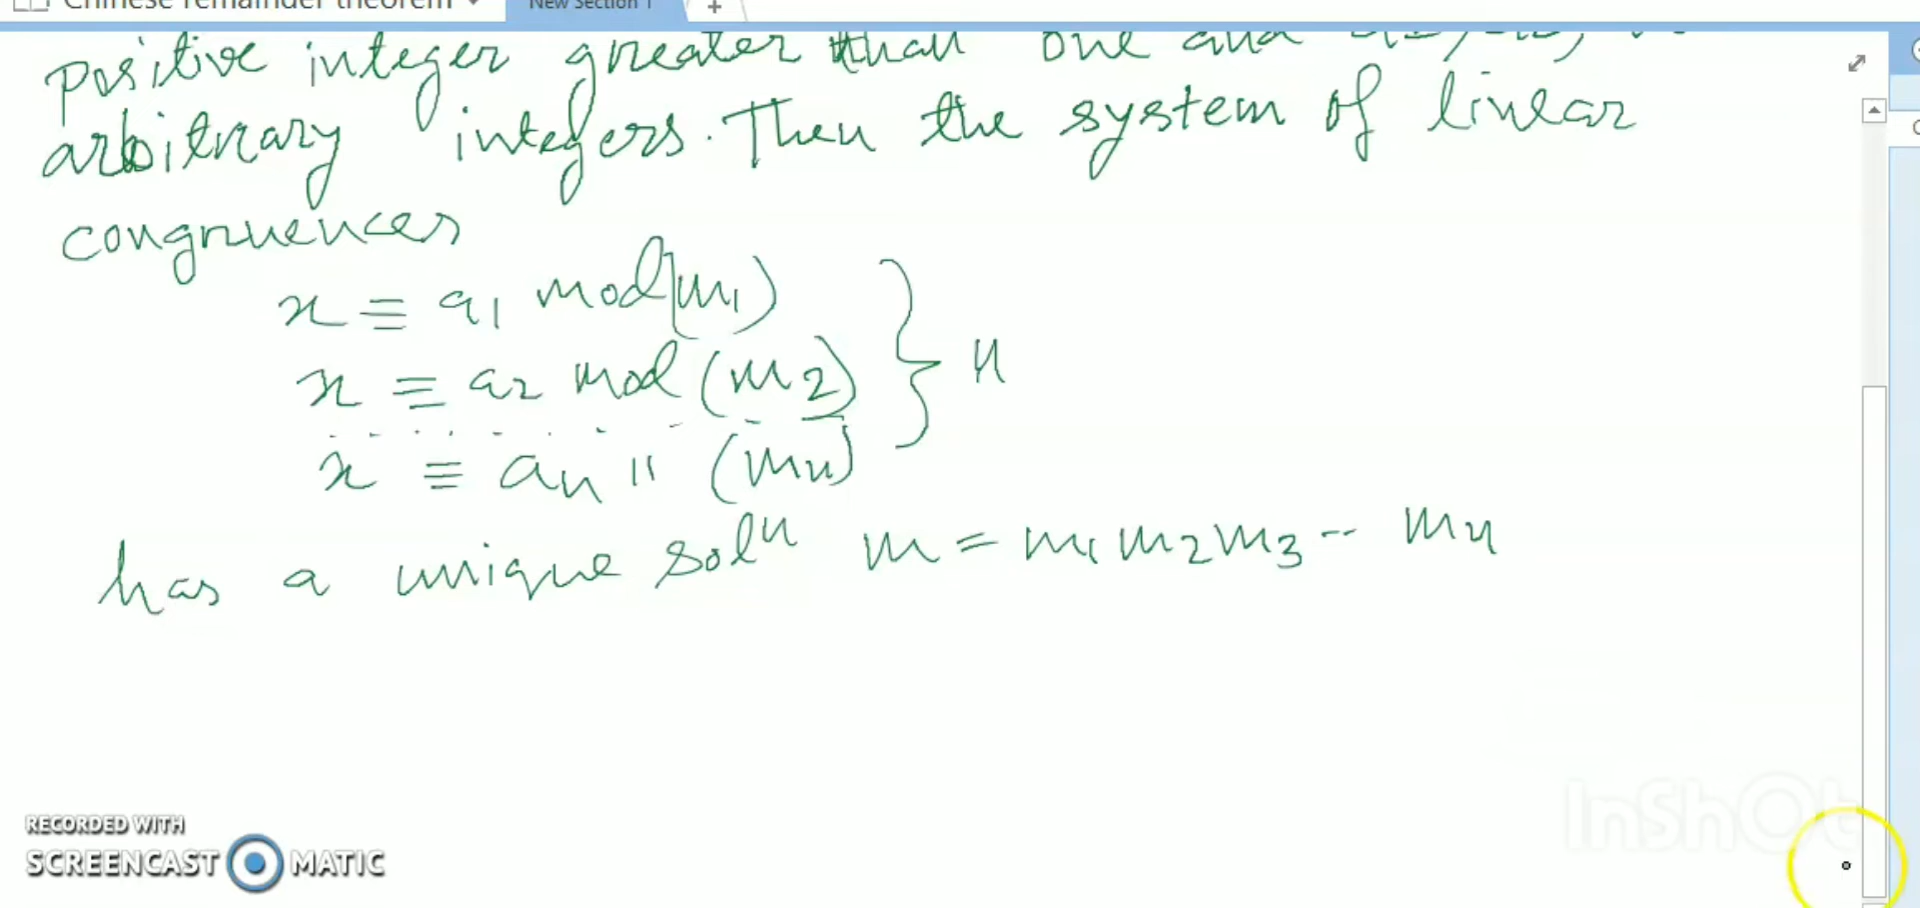 Chinese remainder theorem New Section 1 +
positive integer greater than one and
arbitrary integers. Then the system of linear
congruences
x ≡ a1 mod(m1)
x ≡ a2 mod (m2)
x ≡ an 〃 (mn)
n
has a unique solⁿ m = m1 m2 m3 -- mn
InShOt
RECORDED WITH
SCREENCAST MATIC